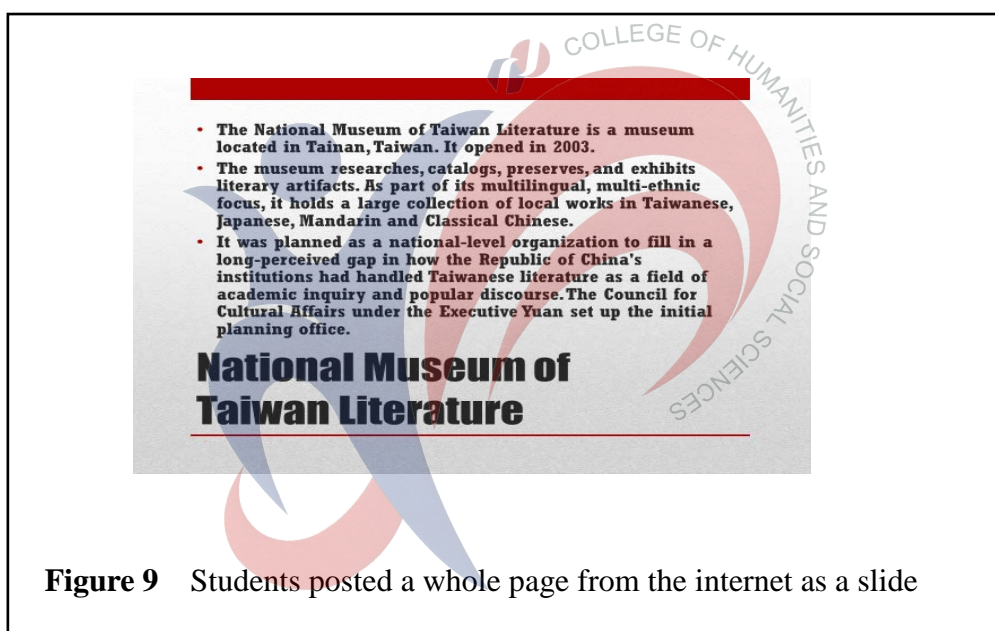 COLLEGE OF HUMANITIES AND SOCIAL SCIENCES
• The National Museum of Taiwan Literature is a museum
located in Tainan, Taiwan. It opened in 2003.
• The museum researches, catalogs, preserves, and exhibits
literary artifacts. As part of its multilingual, multi-ethnic
focus, it holds a large collection of local works in Taiwanese,
Japanese, Mandarin and Classical Chinese.
• It was planned as a national-level organization to fill in a
long-perceived gap in how the Republic of China's
institutions had handled Taiwanese literature as a field of
academic inquiry and popular discourse. The Council for
Cultural Affairs under the Executive Yuan set up the initial
planning office.
National Museum of
Taiwan Literature
Figure 9 Students posted a whole page from the internet as a slide